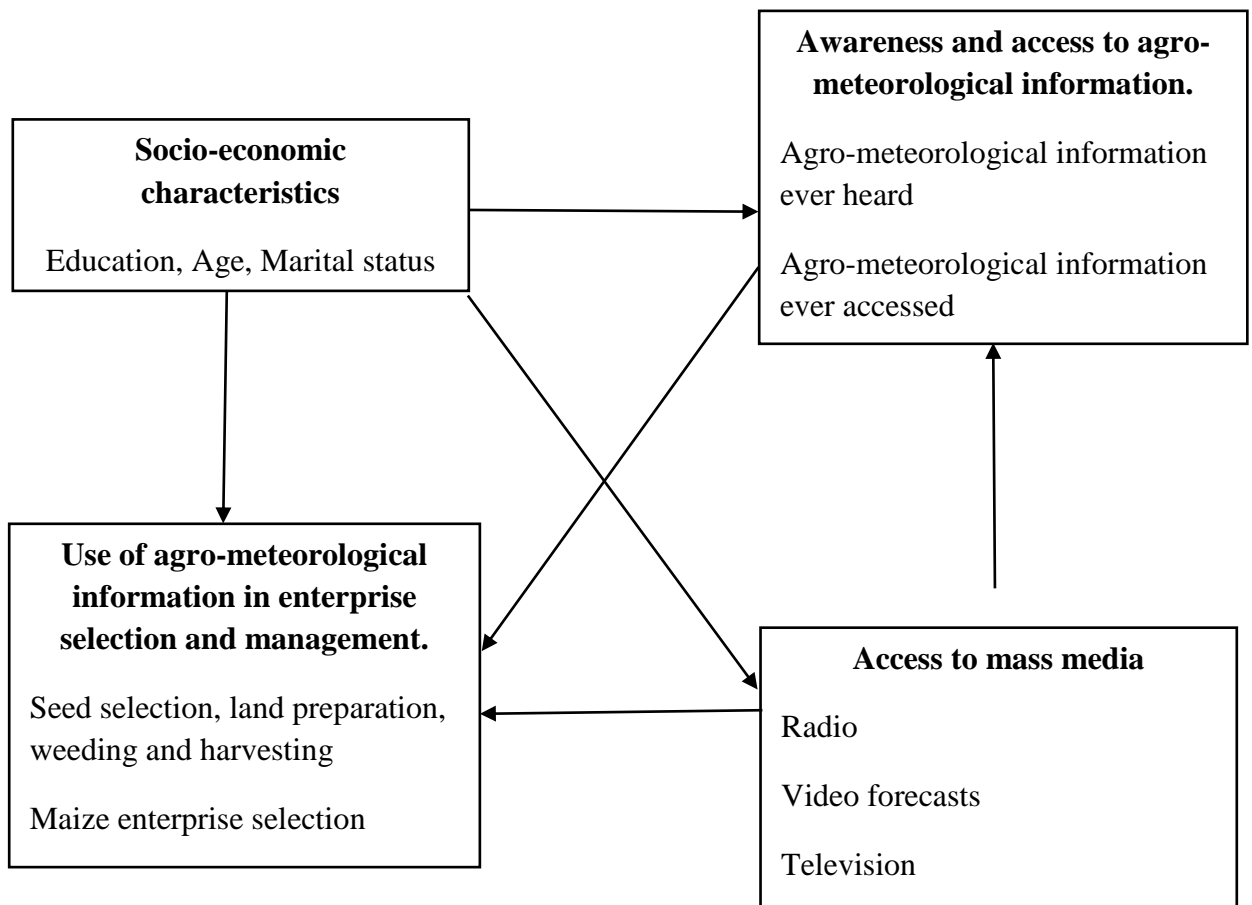 Awareness and access to agro-
meteorological information.
Agro-meteorological information
ever heard
Agro-meteorological information
ever accessed
Socio-economic
characteristics
Education, Age, Marital status
Use of agro-meteorological
information in enterprise
selection and management.
Seed selection, land preparation,
weeding and harvesting
Maize enterprise selection
Access to mass media
Radio
Video forecasts
Television